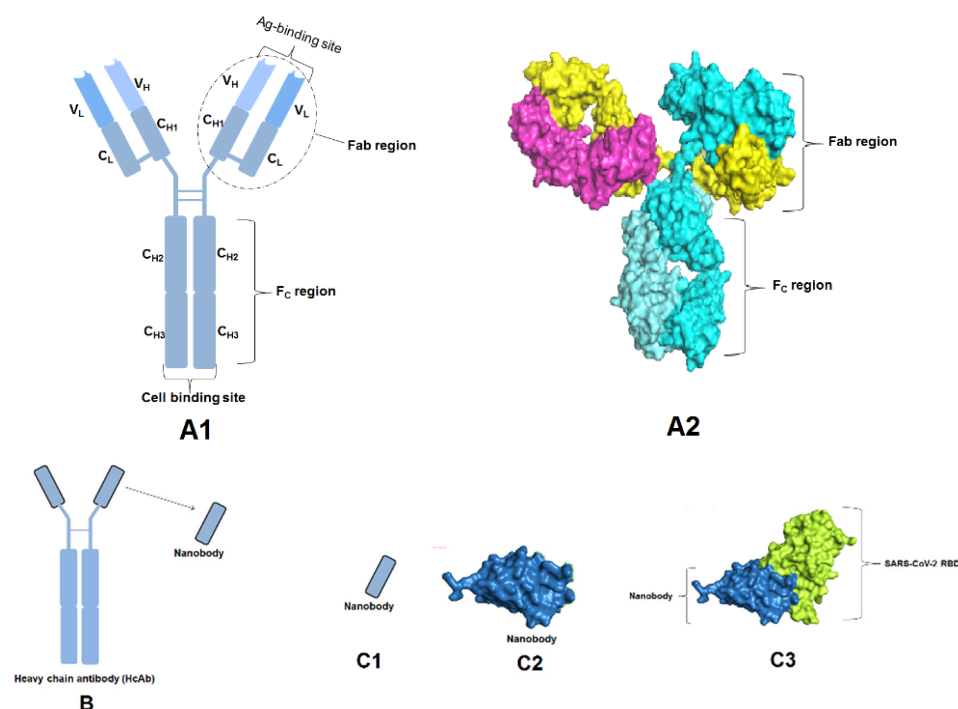 Ag-binding site
VH
VH
VL
VL
CH1
CH1
CL
CL
Fab region
CH2
CH2
FC region
CH3
CH3
Cell binding site
A1
Fab region
FC region
A2
Nanobody
Heavy chain antibody (HcAb)
B
Nanobody
C1
Nanobody
C2
Nanobody
SARS-CoV-2 RBD
C3